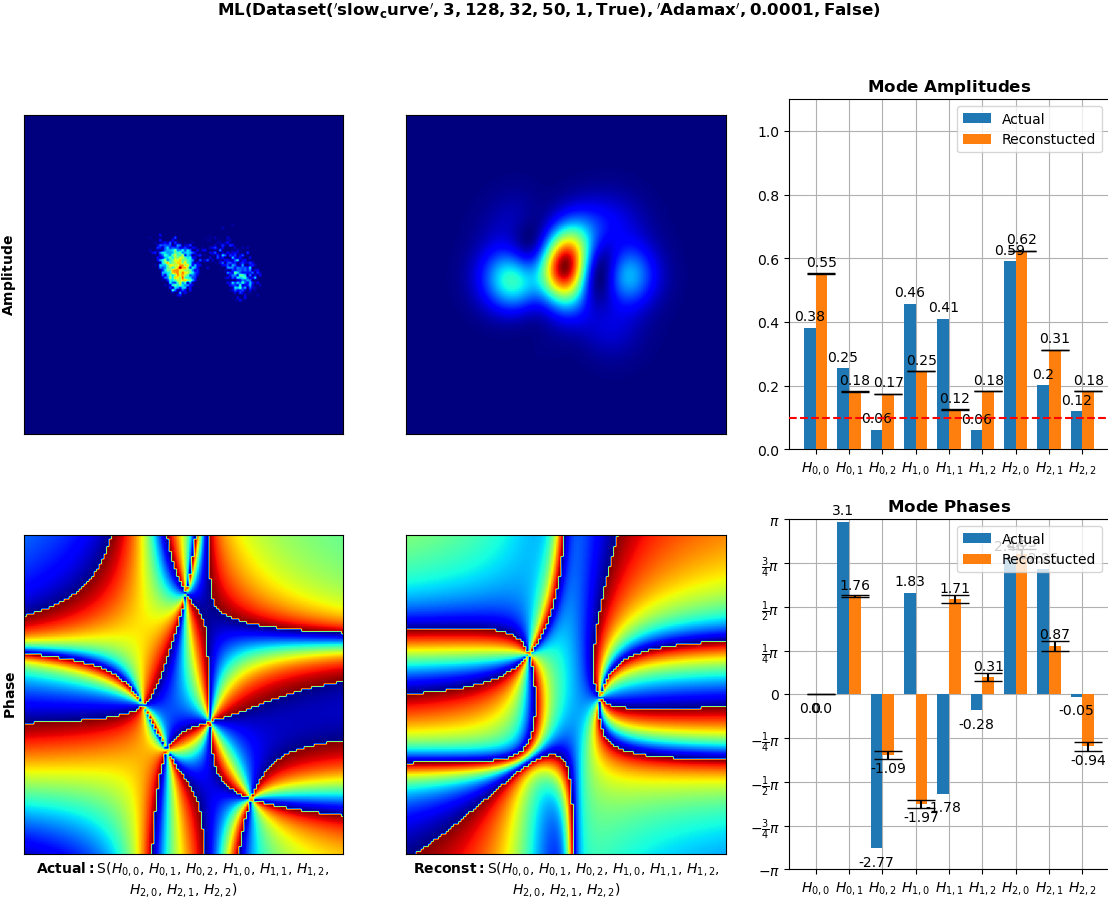 ML(Dataset(′slow_curve′, 3, 128, 32, 50, 1, True),′Adamax′, 0.0001, False)
Amplitude
Mode Amplitudes
Actual
Reconstucted
1.0
0.8
0.6
0.4
0.2
0.0
0.38
0.55
0.25
0.18
0.06
0.17
0.46
0.25
0.41
0.12
0.06
0.18
0.59
0.62
0.2
0.31
0.12
0.18
H0,0 H0,1 H0,2 H1,0 H1,1 H1,2 H2,0 H2,1 H2,2
Phase
Mode Phases
Actual
Reconstucted
π
3/4π
1/2π
1/4π
0
−1/4π
−1/2π
−3/4π
−π
0.0
0.0
3.1
1.76
-2.77
-1.09
1.83
-1.97
-1.78
1.71
-0.28
0.31
0.87
-0.05
-0.94
H0,0 H0,1 H0,2 H1,0 H1,1 H1,2 H2,0 H2,1 H2,2
Actual: S(H0,0, H0,1, H0,2, H1,0, H1,1, H1,2,
H2,0, H2,1, H2,2)
Reconst: S(H0,0, H0,1, H0,2, H1,0, H1,1, H1,2,
H2,0, H2,1, H2,2)